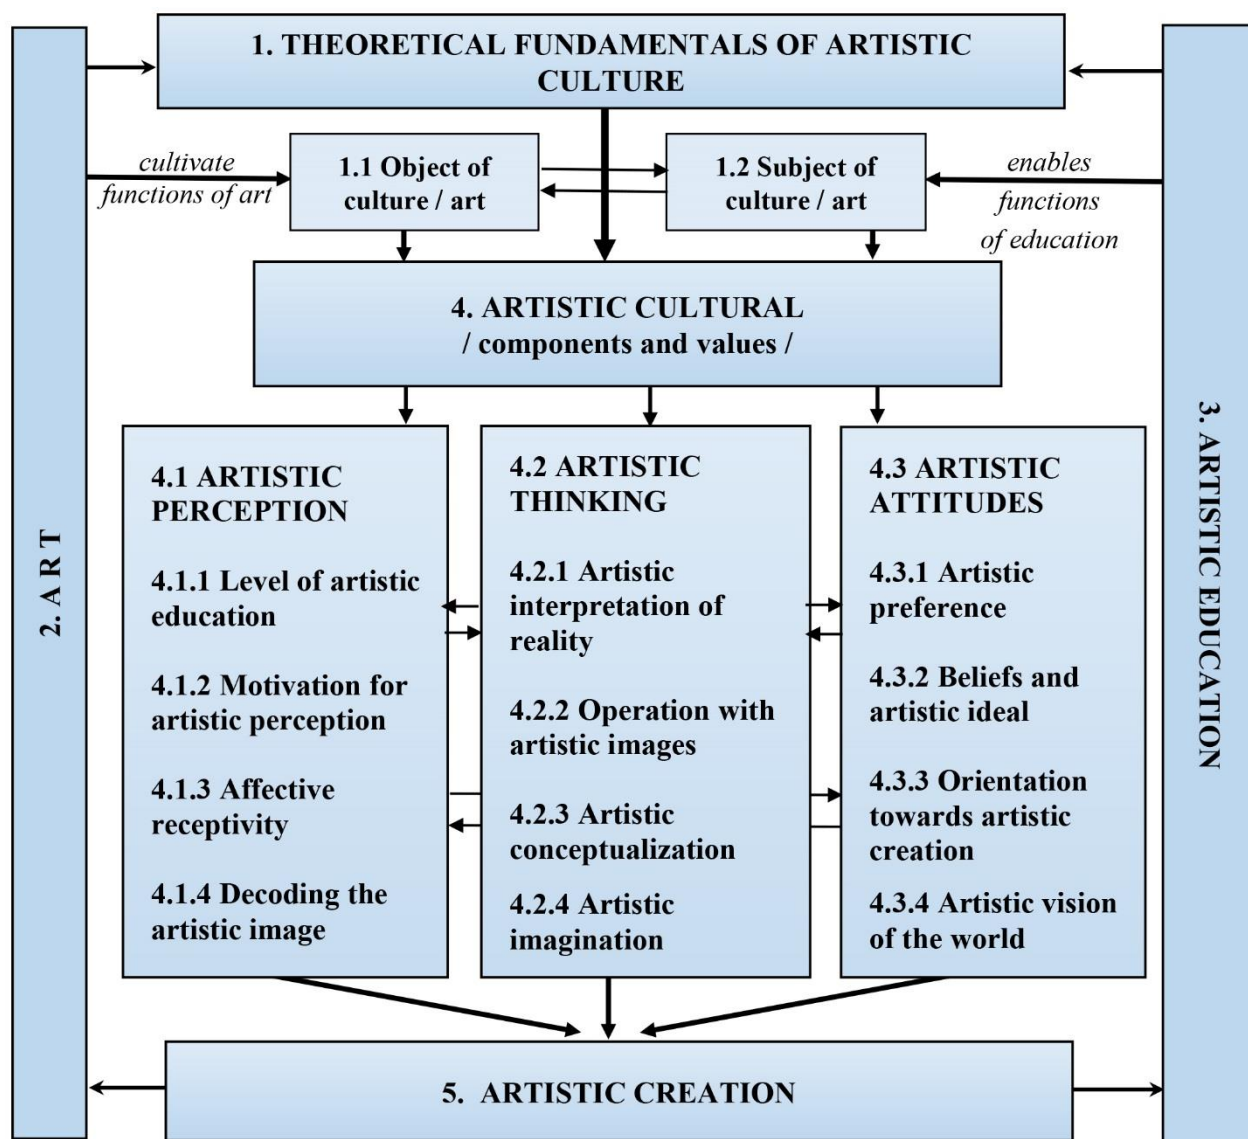 1. THEORETICAL FUNDAMENTALS OF ARTISTIC
CULTURE
2. A R T
3. ARTISTIC EDUCATION
cultivate
functions of art
1.1 Object of
culture / art
1.2 Subject of
culture / art
enables
functions
of education
4. ARTISTIC CULTURAL
/ components and values /
4.1 ARTISTIC
PERCEPTION
4.1.1 Level of artistic
education
4.1.2 Motivation for
artistic perception
4.1.3 Affective
receptivity
4.1.4 Decoding the
artistic image
4.2 ARTISTIC
THINKING
4.2.1 Artistic
interpretation of
reality
4.2.2 Operation with
artistic images
4.2.3 Artistic
conceptualization
4.2.4 Artistic
imagination
4.3 ARTISTIC
ATTITUDES
4.3.1 Artistic
preference
4.3.2 Beliefs and
artistic ideal
4.3.3 Orientation
towards artistic
creation
4.3.4 Artistic vision
of the world
5. ARTISTIC CREATION